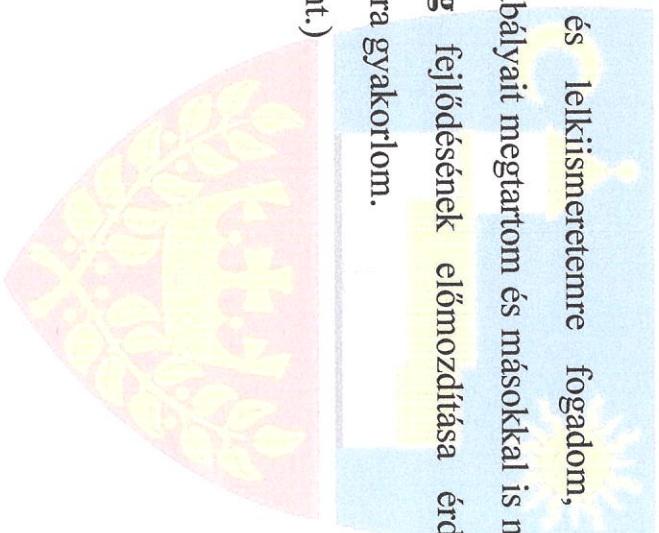 és lelkiismeretemre fogadom,
bályait megtartom és másokkal is
g fejlődésének előmozdítása érd
ra gyakorlom.
nt.)